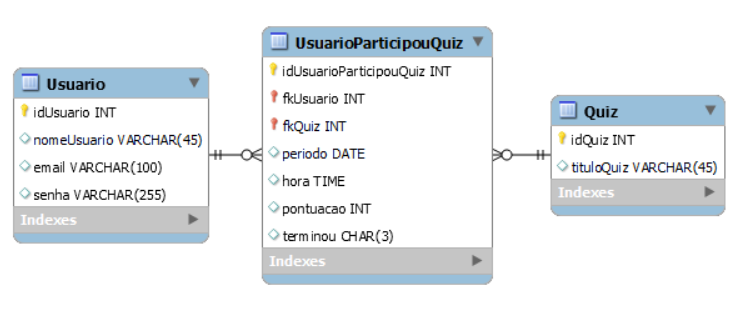 Usuario
idUsuario INT
nomeUsuario VARCHAR(45)
email VARCHAR(100)
senha VARCHAR(255)
Indexes
UsuarioParticipouQuiz
idUsuarioParticipouQuiz INT
fkUsuario INT
fkQuiz INT
periodo DATE
hora TIME
pontuacao INT
terminou CHAR(3)
Indexes
Quiz
idQuiz INT
tituloQuiz VARCHAR(45)
Indexes